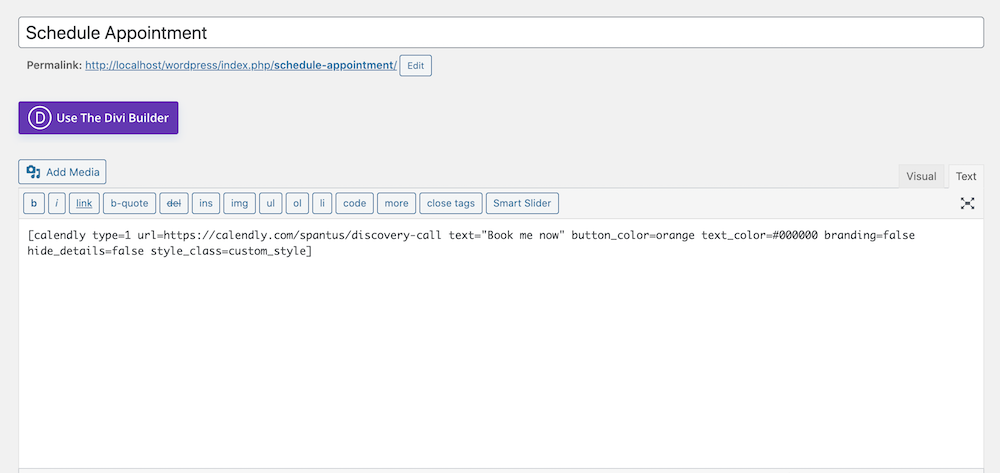 Schedule Appointment
Permalink: http://localhost/wordpress/index.php/schedule-appointment/ Edit
D Use The Divi Builder
Add Media
Visual Text
b i link b-quote del ins img ul ol li code more close tags Smart Slider
[calendly type=1 url=https://calendly.com/spantus/discovery-call text="Book me now" button_color=orange text_color=#000000 branding=false
hide_details=false style_class=custom_style]